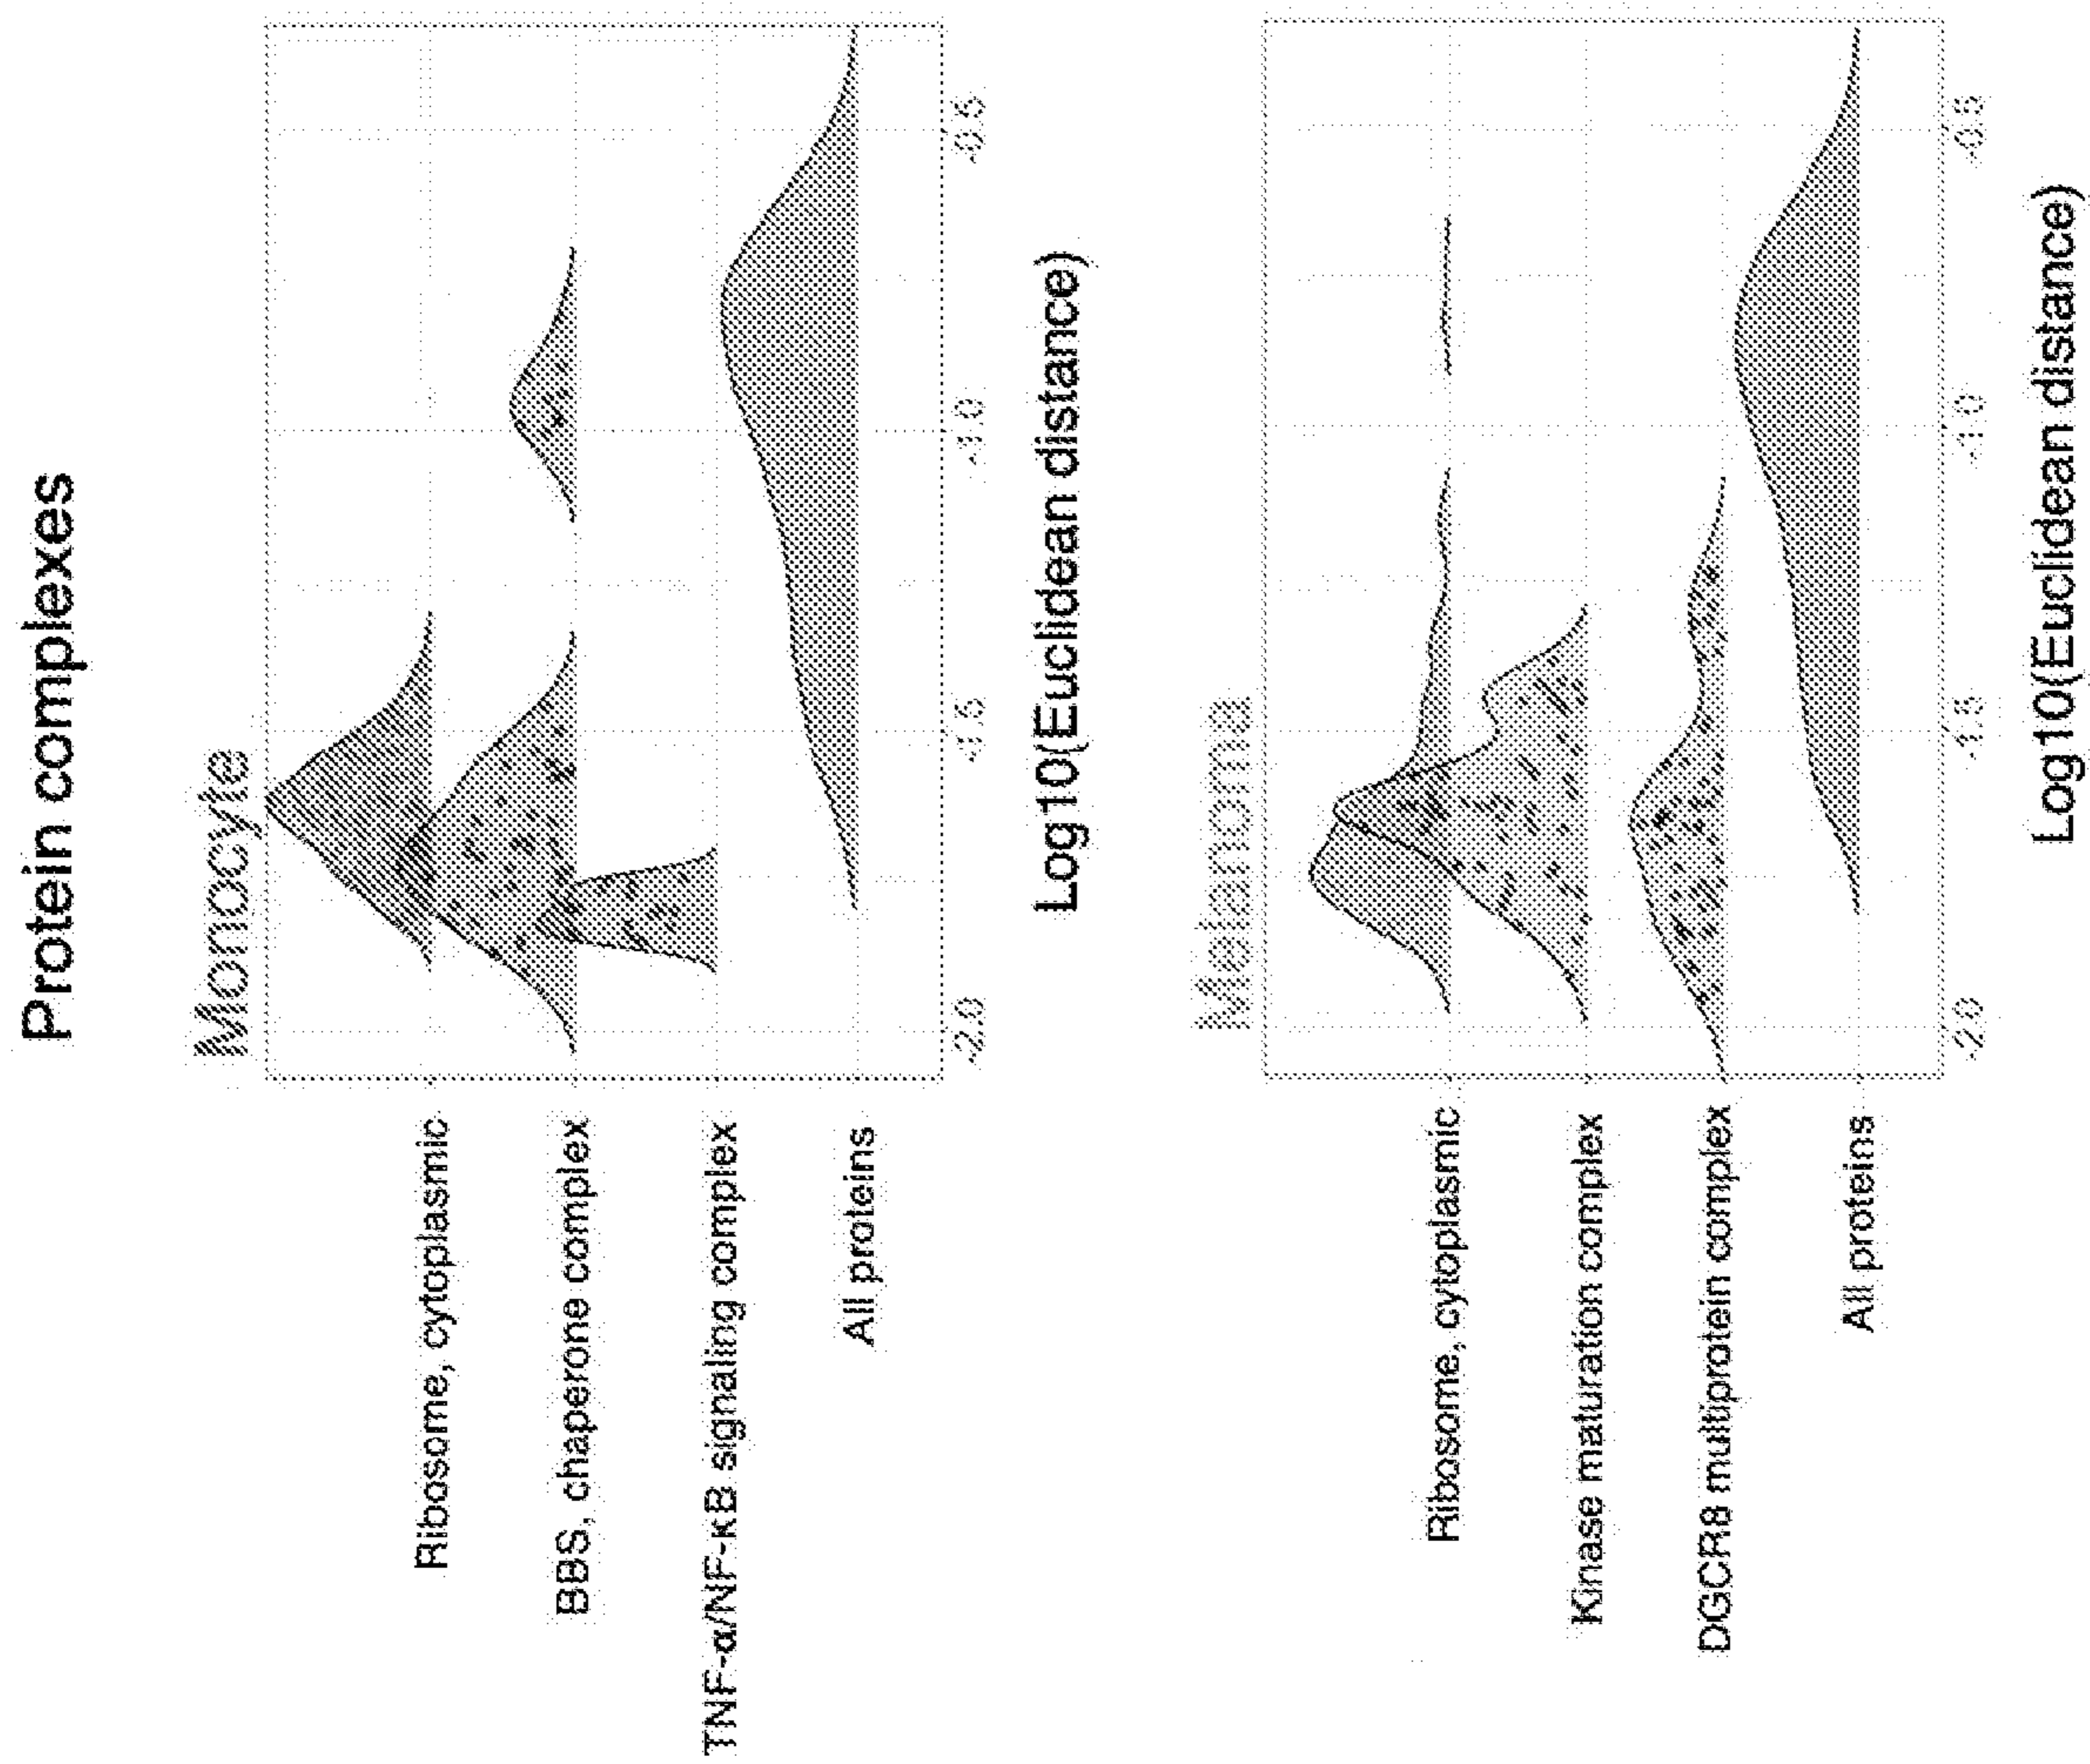 Protein complexes
Monocyte
Ribosome, cytoplasmic
BBS, chaperone complex
TNF-α/NF-κB signaling complex
All proteins
-2.0 -1.5 -1.0 -0.5
Log10(Euclidean distance)
Melanoma
Ribosome, cytoplasmic
Kinase maturation complex
DGCR8 multiprotein complex
All proteins
-2.0 -1.5 -1.0 -0.5
Log10(Euclidean distance)